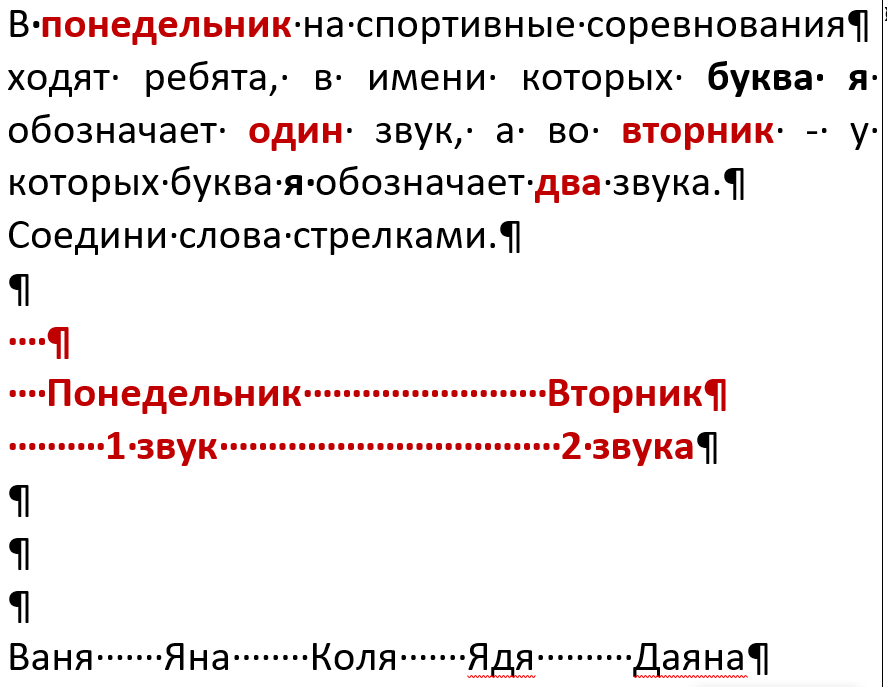 В понедельник на спортивные соревнования¶
ходят ребята, в имени которых буква я
обозначает один звук, а во вторник - у
которых буква я обозначает два звука.¶
Соедини слова стрелками.¶
¶
····¶
····Понедельник·························Вторник¶
··········1·звук···································2·звука¶
¶
¶
¶
Ваня·······Яна········Коля·······Ядя··········Даяна¶